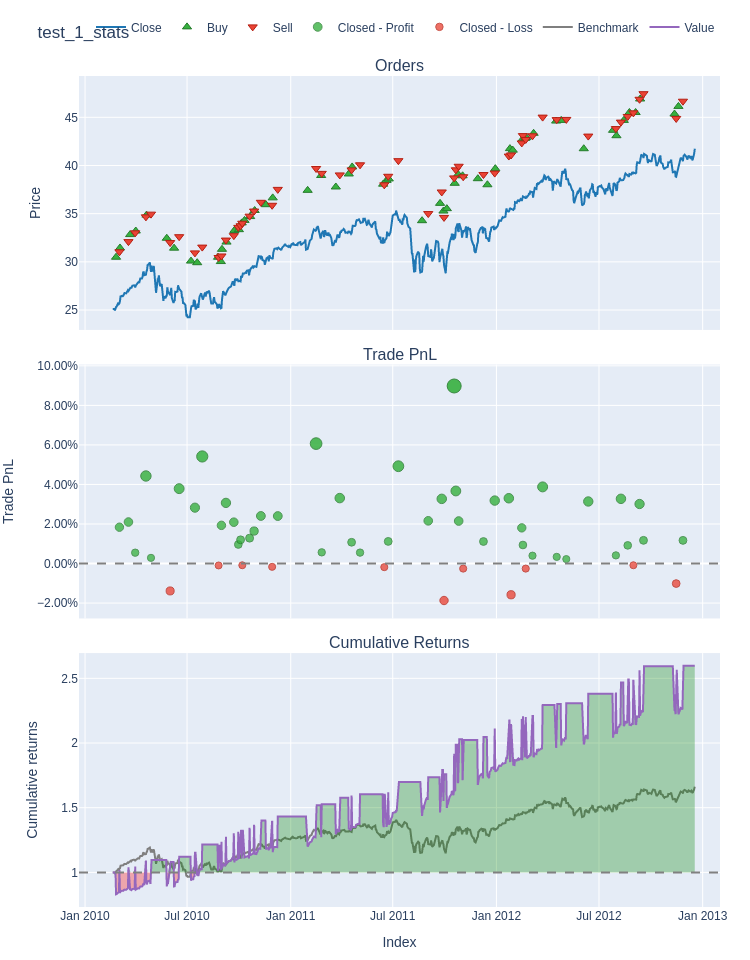 test_1_stats
Close Buy Sell Closed - Profit Closed - Loss Benchmark Value
Orders
45
40
35
30
25
Price
Trade PnL
10.00%
8.00%
6.00%
4.00%
2.00%
0.00%
−2.00%
Trade PnL
Cumulative Returns
2.5
2
1.5
1
Cumulative returns
Jan 2010 Jul 2010 Jan 2011 Jul 2011 Jan 2012 Jul 2012 Jan 2013
Index